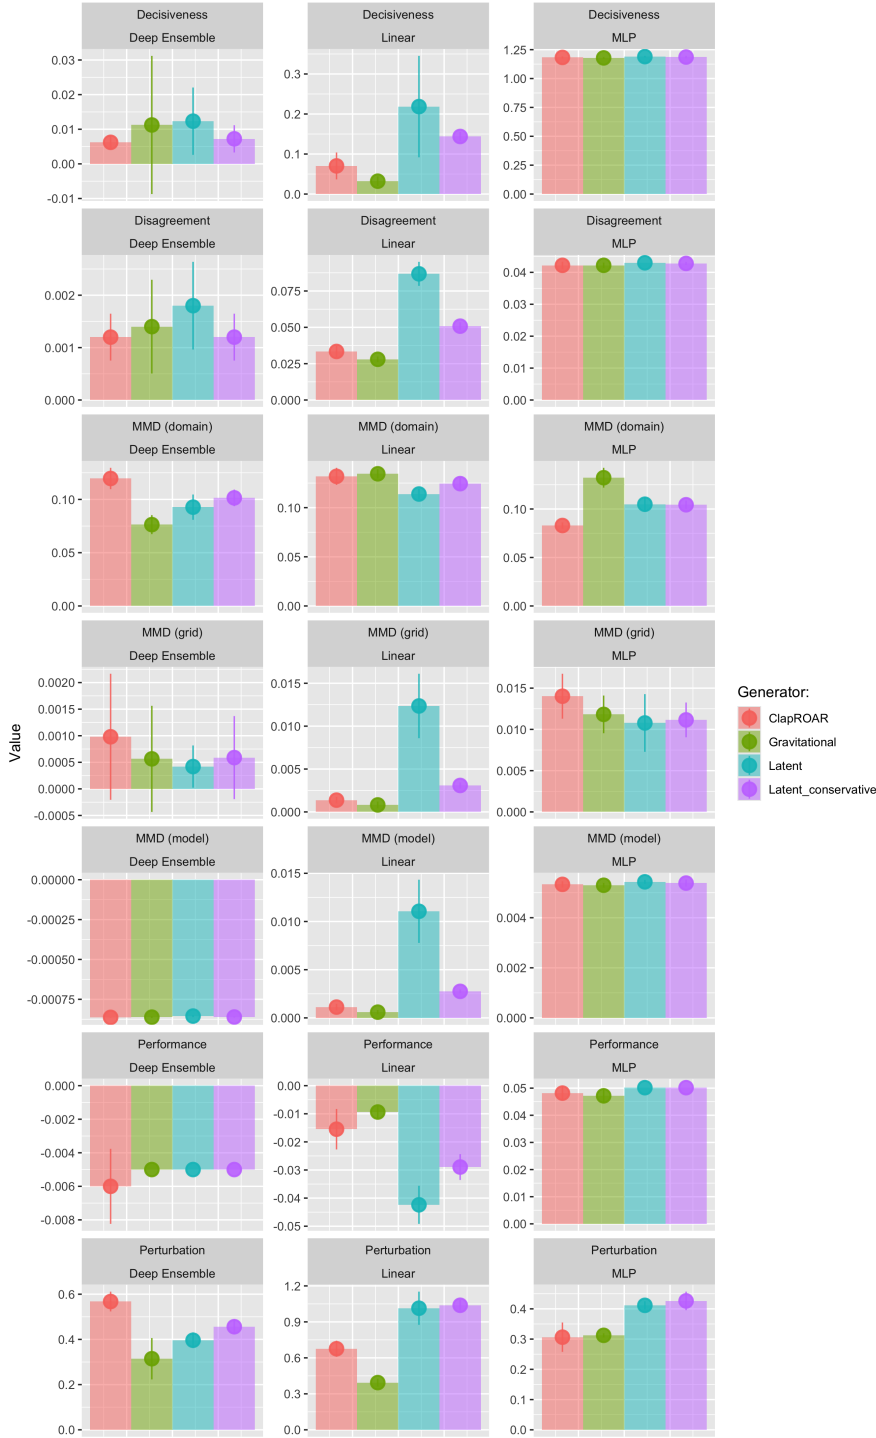 Decisiveness
Deep Ensemble
Decisiveness
Linear
Decisiveness
MLP
0.03
0.02
0.01
0.00
-0.01
0.3
0.2
0.1
0.0
1.25
1.00
0.75
0.50
0.25
0.00
Disagreement
Deep Ensemble
Disagreement
Linear
Disagreement
MLP
0.002
0.001
0.000
0.075
0.050
0.025
0.000
0.04
0.03
0.02
0.01
0.00
MMD (domain)
Deep Ensemble
MMD (domain)
Linear
MMD (domain)
MLP
0.10
0.05
0.00
0.10
0.05
0.00
0.10
0.05
0.00
MMD (grid)
Deep Ensemble
MMD (grid)
Linear
MMD (grid)
MLP
0.0020
0.0015
0.0010
0.0005
0.0000
-0.0005
0.015
0.010
0.005
0.000
0.015
0.010
0.005
0.000
Value
Generator:
ClapROAR
Gravitational
Latent
Latent_conservative
MMD (model)
Deep Ensemble
MMD (model)
Linear
MMD (model)
MLP
0.00000
-0.00025
-0.00050
-0.00075
0.015
0.010
0.005
0.000
0.004
0.002
0.000
Performance
Deep Ensemble
Performance
Linear
Performance
MLP
0.000
-0.002
-0.004
-0.006
-0.008
0.00
-0.01
-0.02
-0.03
-0.04
-0.05
0.05
0.04
0.03
0.02
0.01
0.00
Perturbation
Deep Ensemble
Perturbation
Linear
Perturbation
MLP
0.6
0.4
0.2
0.0
1.2
0.9
0.6
0.3
0.0
0.4
0.3
0.2
0.1
0.0